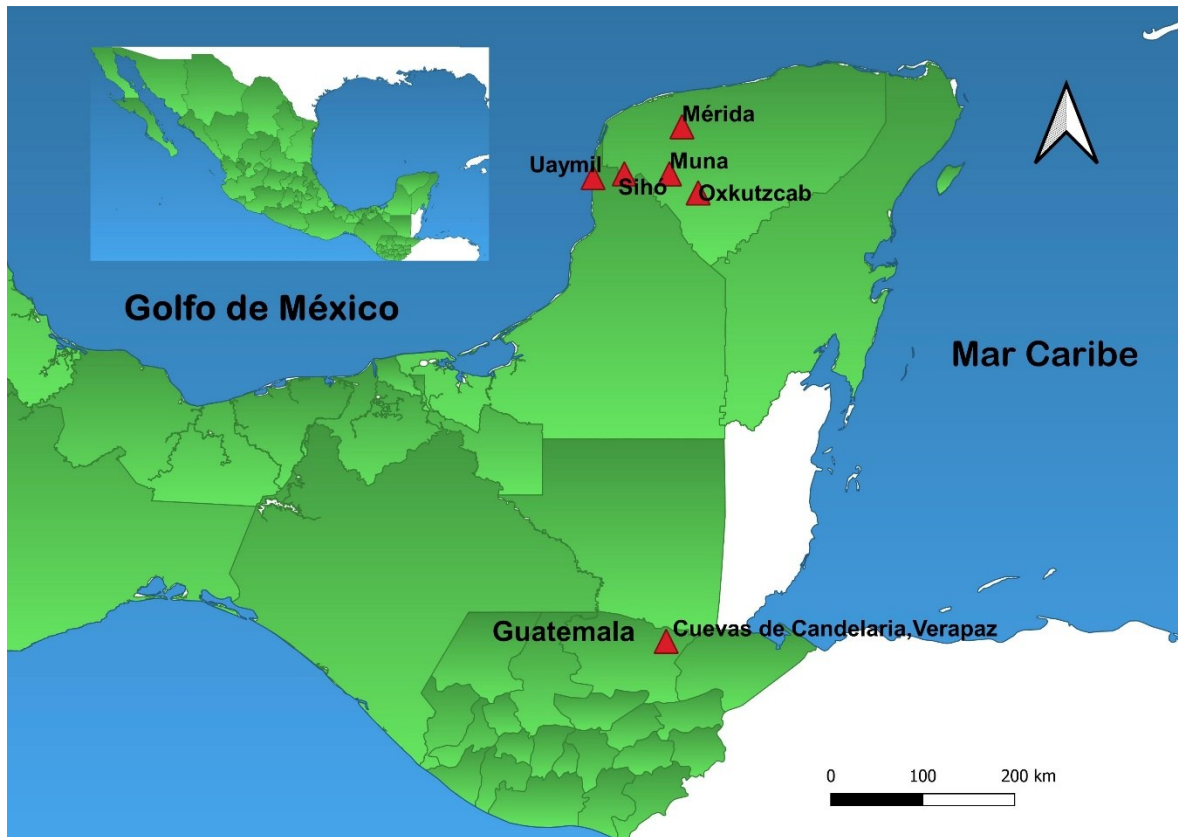 Mérida
Uaymil
Muna
Siho
Oxkutzcab
Golfo de México
Mar Caribe
Guatemala
Cuevas de Candelaria,Verapaz
0 100 200 km